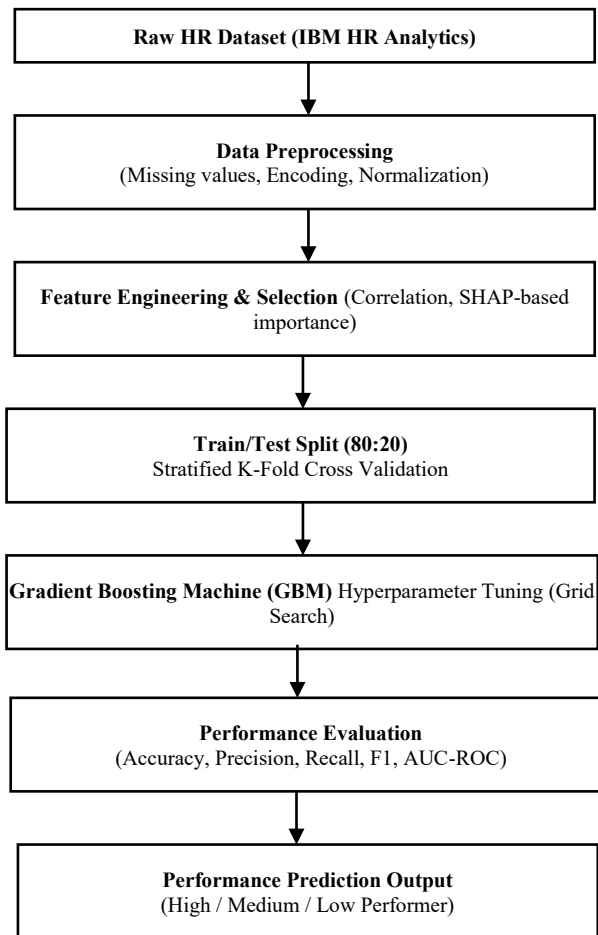 Raw HR Dataset (IBM HR Analytics)
Data Preprocessing
(Missing values, Encoding, Normalization)
Feature Engineering & Selection (Correlation, SHAP-based
importance)
Train/Test Split (80:20)
Stratified K-Fold Cross Validation
Gradient Boosting Machine (GBM) Hyperparameter Tuning (Grid
Search)
Performance Evaluation
(Accuracy, Precision, Recall, F1, AUC-ROC)
Performance Prediction Output
(High / Medium / Low Performer)